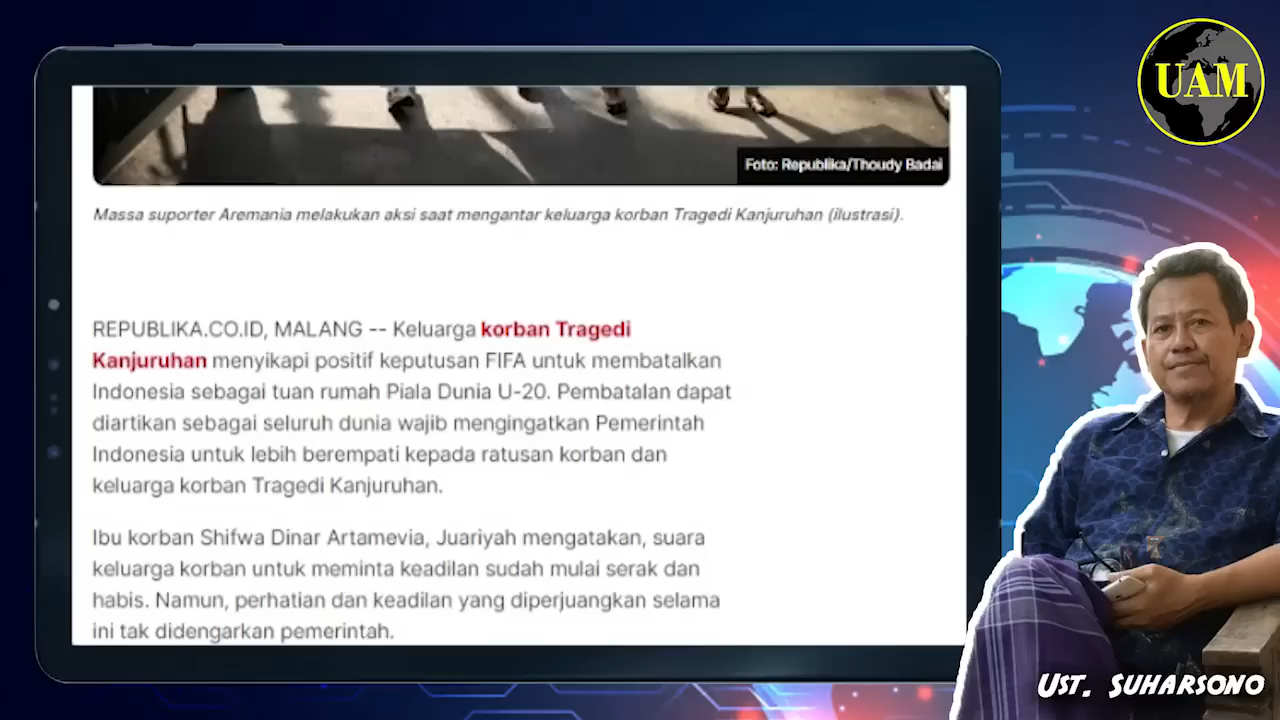 UAM
Foto: Republika/Thoudy Badai
Massa suporter Aremania melakukan aksi saat mengantar keluarga korban Tragedi Kanjuruhan (ilustrasi).
REPUBLIKA.CO.ID, MALANG -- Keluarga korban Tragedi
Kanjuruhan menyikapi positif keputusan FIFA untuk membatalkan
Indonesia sebagai tuan rumah Piala Dunia U-20. Pembatalan dapat
diartikan sebagai seluruh dunia wajib mengingatkan Pemerintah
Indonesia untuk lebih berempati kepada ratusan korban dan
keluarga korban Tragedi Kanjuruhan.
Ibu korban Shifwa Dinar Artamevia, Juariyah mengatakan, suara
keluarga korban untuk meminta keadilan sudah mulai serak dan
habis. Namun, perhatian dan keadilan yang diperjuangkan selama
ini tak didengarkan pemerintah.
UST. SUHARSONO